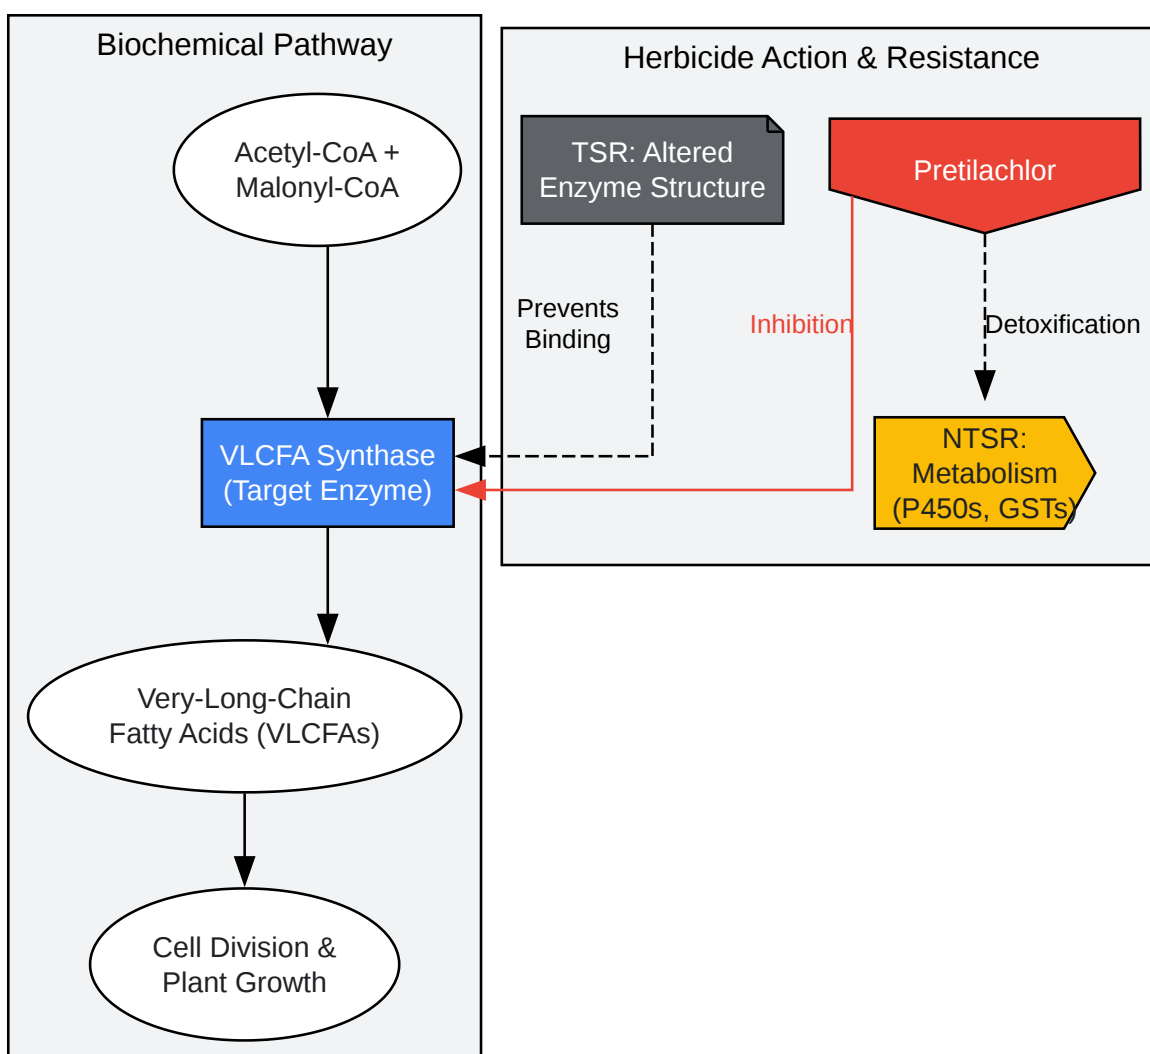 Biochemical Pathway
Acetyl-CoA +
Malonyl-CoA
VLCFA Synthase
(Target Enzyme)
Very-Long-Chain
Fatty Acids (VLCFAs)
Cell Division &
Plant Growth
Herbicide Action & Resistance
TSR: Altered
Enzyme Structure
Pretilachlor
Prevents
Binding
Inhibition
Detoxification
NTSR:
Metabolism
(P450s, GSTs)